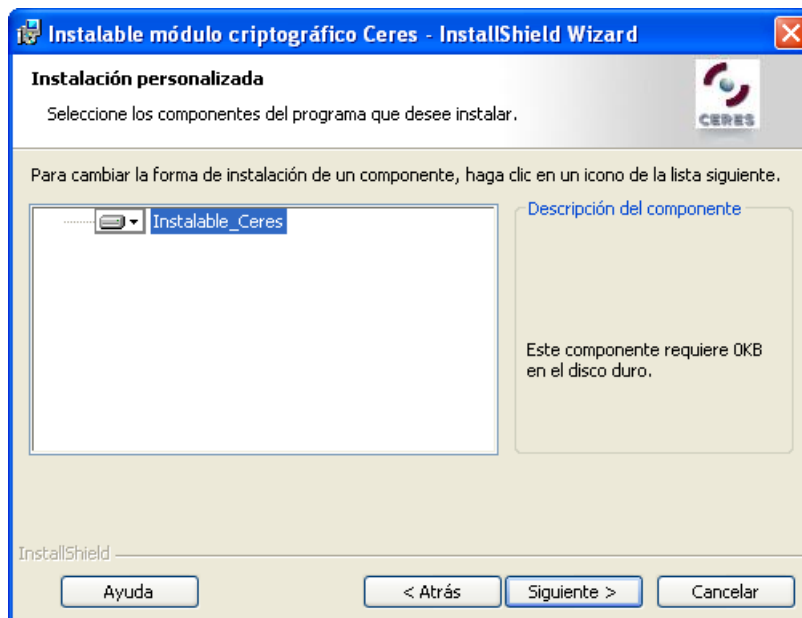 Instalable módulo criptográfico Ceres - InstallShield Wizard
Instalación personalizada
Seleccione los componentes del programa que desee instalar.
CERES
Para cambiar la forma de instalación de un componente, haga clic en un icono de la lista siguiente.
Instalable_Ceres
Descripción del componente
Este componente requiere 0KB
en el disco duro.
InstallShield
Ayuda
< Atrás
Siguiente >
Cancelar